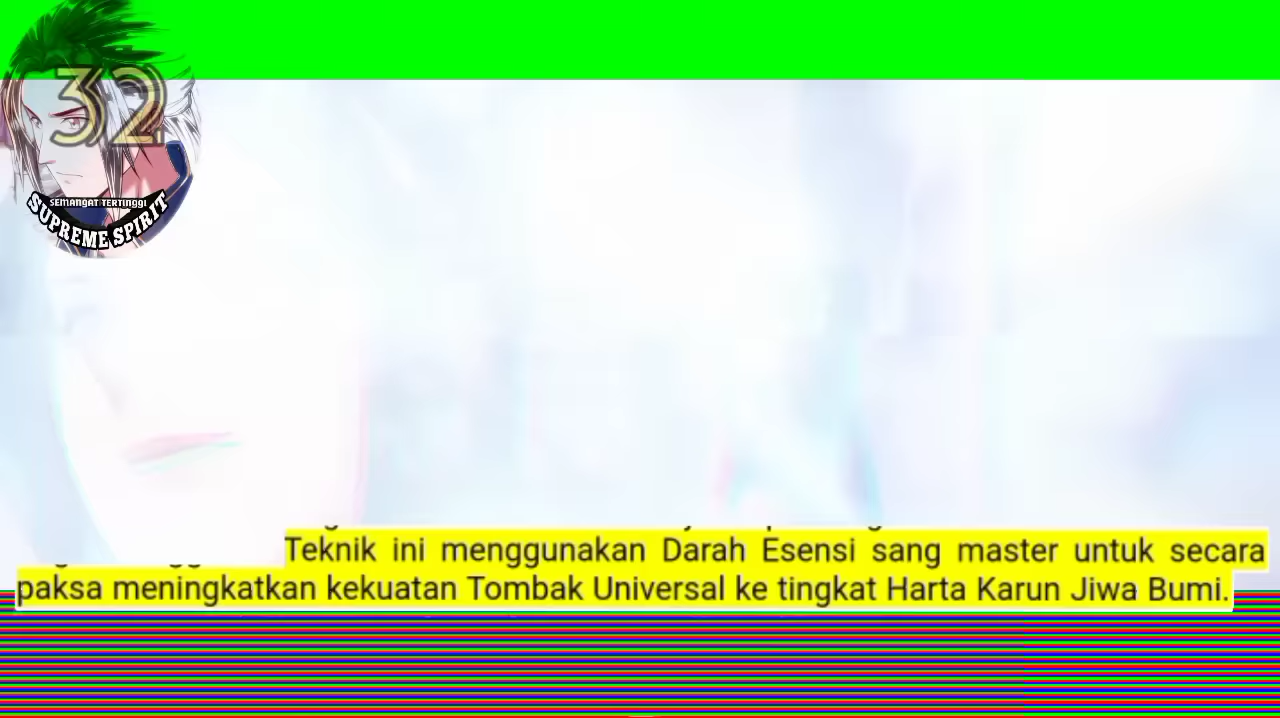 32
SEMANGAT TERTINGGI
SUPREME SPIRIT
Teknik ini menggunakan Darah Esensi sang master untuk secara
paksa meningkatkan kekuatan Tombak Universal ke tingkat Harta Karun Jiwa Bumi.